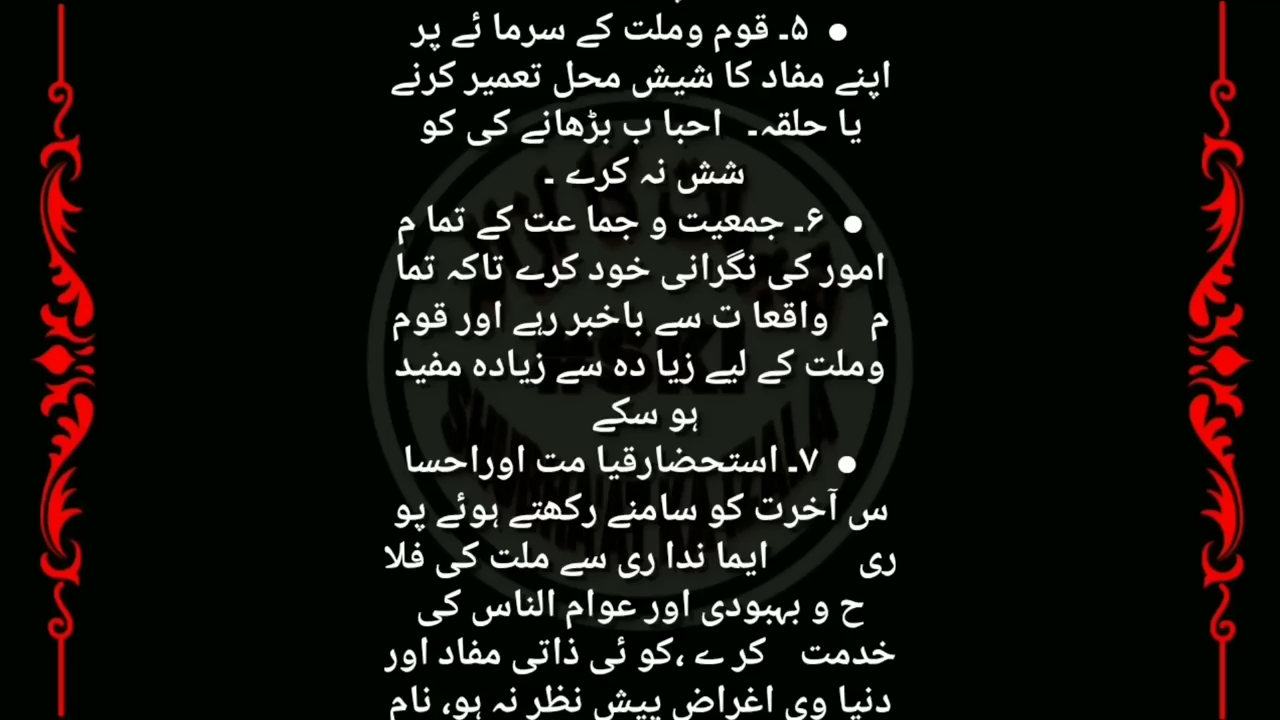 ● ۵۔ قوم وملت کے سرما ئے پر
اپنے مفاد کا شیش محل تعمیر کرنے
یا حلقہ۔ احبا ب بڑھانے کی کو
شش نہ کرے ۔
● ۶۔ جمعیت و جما عت کے تما م
امور کی نگرانی خود کرے تاکہ تما
م واقعا ت سے باخبر رہے اور قوم
وملت کے لیے زیا دہ سے زیادہ مفید
ہو سکے
● ۷۔ استحضارقیا مت اوراحسا
س آخرت کو سامنے رکھتے ہوئے پو
ری ایما ندا ری سے ملت کی فلا
ح و بہبودی اور عوام الناس کی
خدمت کر ے ،کو ئی ذاتی مفاد اور
دنیا وی اغراض پیش نظر نہ ہو، نام